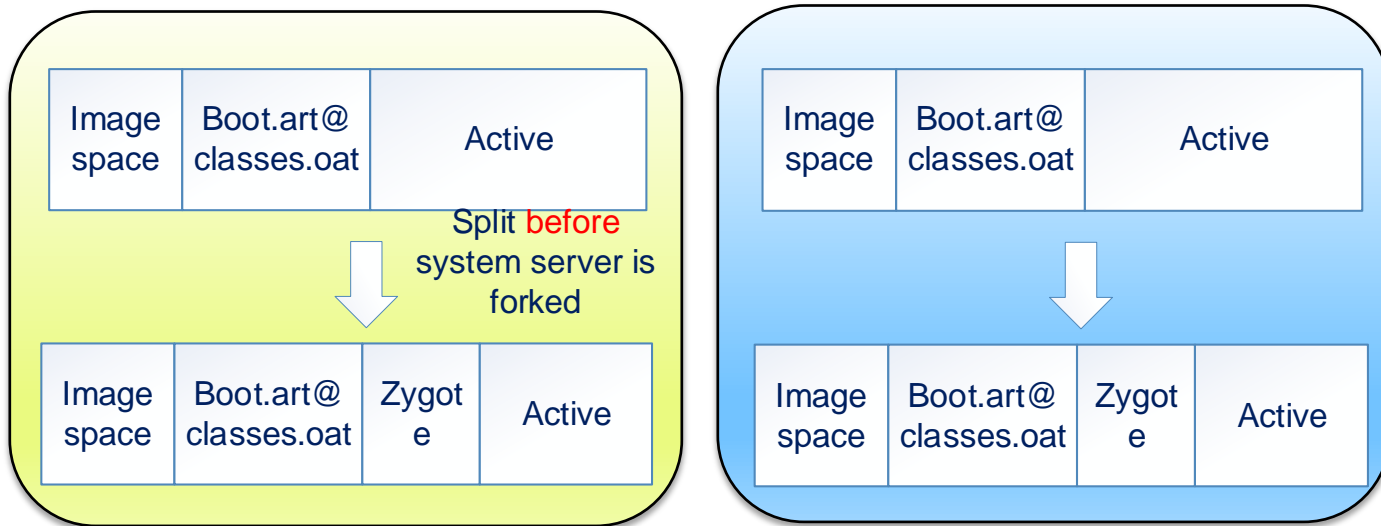 Image
space
Boot.art@
classes.oat
Active
Split before
system server is
forked
Image
space
Boot.art@
classes.oat
Zygot
e
Active
Image
space
Boot.art@
classes.oat
Active
Image
space
Boot.art@
classes.oat
Zygot
e
Active